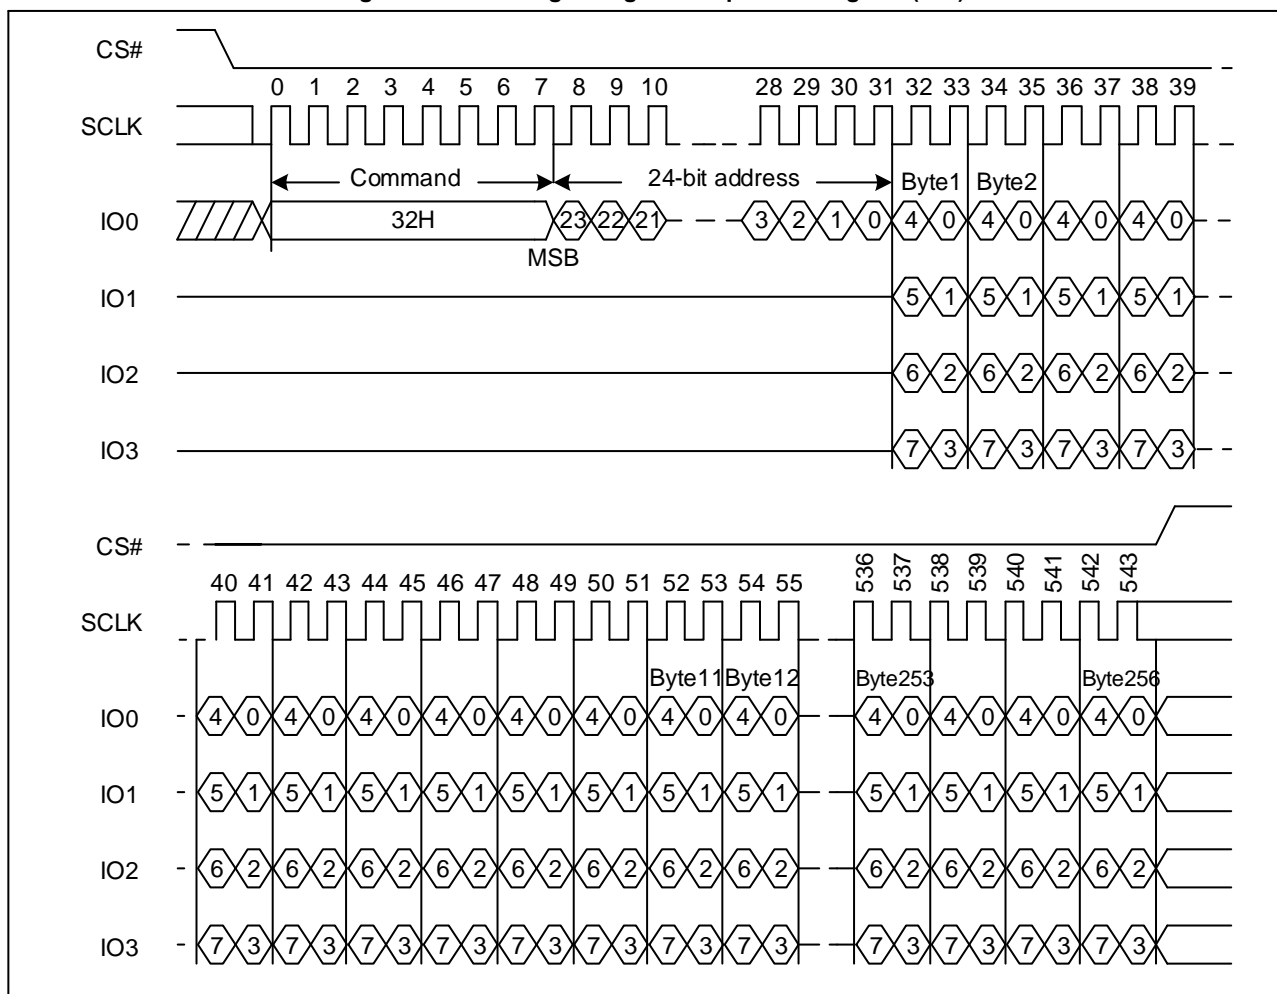 CS#
0 1 2 3 4 5 6 7 8 9 10 28 29 30 31 32 33 34 35 36 37 38 39
SCLK
Command 24-bit address Byte1 Byte2
IO0 32H 23 22 21 3 2 1 0 4 0 4 0 4 0 4 0
MSB
IO1 5 1 5 1 5 1 5 1
IO2 6 2 6 2 6 2 6 2
IO3 7 3 7 3 7 3 7 3
CS#
40 41 42 43 44 45 46 47 48 49 50 51 52 53 54 55 536 537 538 539 540 541 542 543
SCLK
Byte11 Byte12 Byte253 Byte256
IO0 4 0 4 0 4 0 4 0 4 0 4 0 4 0 4 0 4 0 4 0 4 0 4 0
IO1 5 1 5 1 5 1 5 1 5 1 5 1 5 1 5 1 5 1 5 1 5 1 5 1
IO2 6 2 6 2 6 2 6 2 6 2 6 2 6 2 6 2 6 2 6 2 6 2 6 2
IO3 7 3 7 3 7 3 7 3 7 3 7 3 7 3 7 3 7 3 7 3 7 3 7 3